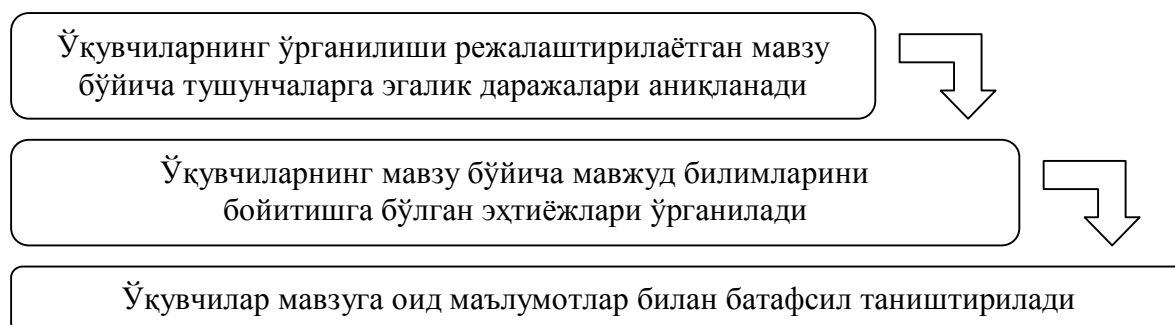 Ўқувчиларнинг ўрганилиши режалаштирилаётган мавзу
бўйича тушунчаларга эгалик даражалари аниқланади
Ўқувчиларнинг мавзу бўйича мавжуд билимларини
бойитишга бўлган эҳтиёжлари ўрганилади
Ўқувчилар мавзуга оид маълумотлар билан батафсил таништирилади